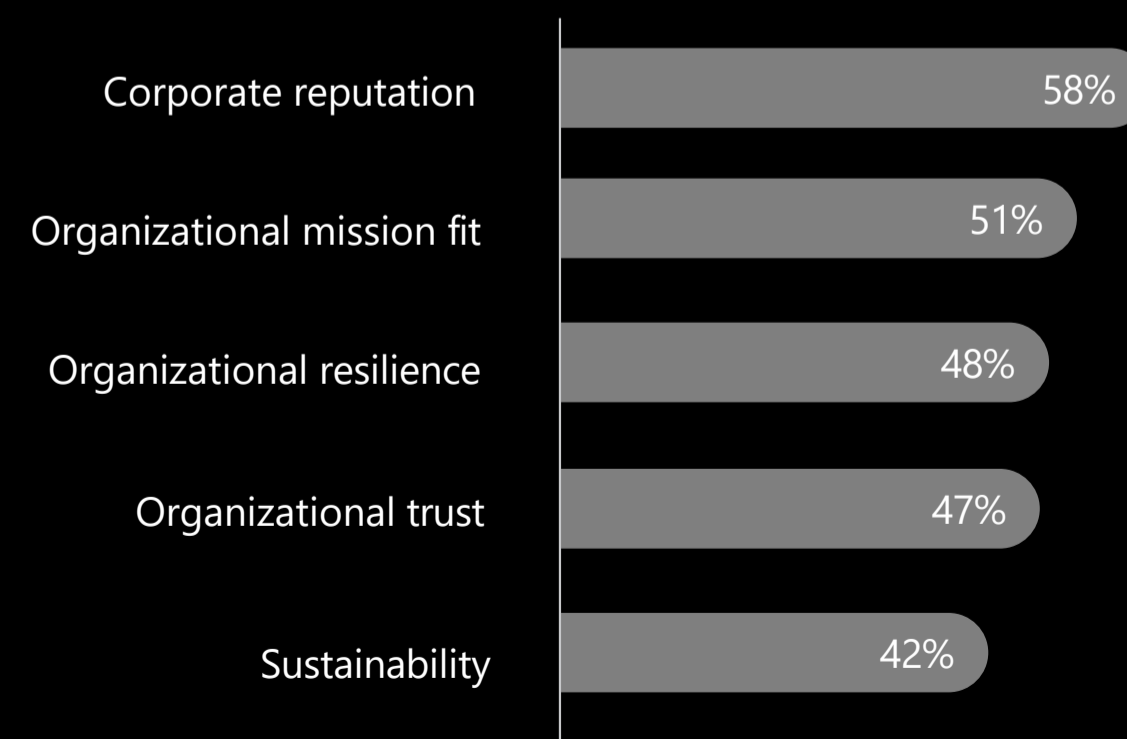 Corporate reputation 58%
Organizational mission fit 51%
Organizational resilience 48%
Organizational trust 47%
Sustainability 42%